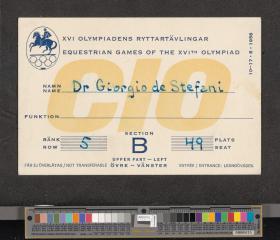 XVI OLYMPIADENS RYTTARTÄVLINGAR
EQUESTRIAN GAMES OF THE XVITH OLYMPIAD
10-17·6·1956
CIO
NAMN
NAME
Dr Giorgio de Stefani
FUNKTION
BÄNK
ROW
5
SECTION
B
49
PLATS
SEAT
UPPER PART - LEFT
ÖVRE - VÄNSTER
FÅR EJ ÖVERLÅTAS / NOT TRANSFERABLE
ENTRÉ / ENTRANCE: LIDINGÖVÄGEN